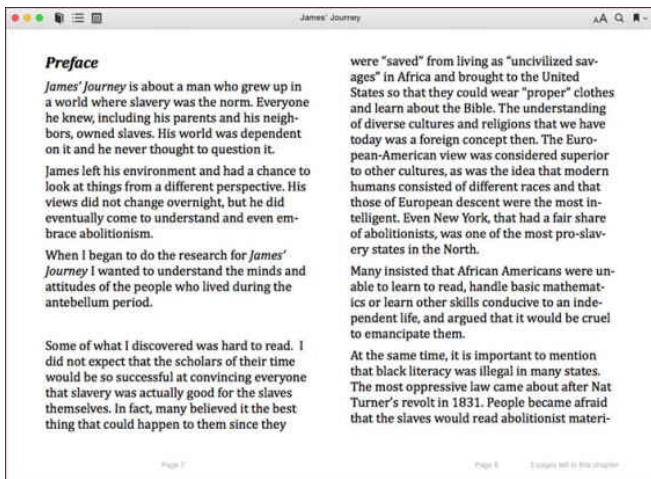 James' Journey
AA
Preface
James' Journey is about a man who grew up in
a world where slavery was the norm. Everyone
he knew, including his parents and his neigh-
bors, owned slaves. His world was dependent
on it and he never thought to question it.
James left his environment and had a chance to
look at things from a different perspective. His
views did not change overnight, but he did
eventually come to understand and even em-
brace abolitionism.
When I began to do the research for James'
Journey I wanted to understand the minds and
attitudes of the people who lived during the
antebellum period.
Some of what I discovered was hard to read. I
did not expect that the scholars of their time
would be so successful at convincing everyone
that slavery was actually good for the slaves
themselves. In fact, many believed it the best
thing that could happen to them since they
were “saved” from living as “uncivilized sav-
ages” in Africa and brought to the United
States so that they could wear “proper” clothes
and learn about the Bible. The understanding
of diverse cultures and religions that we have
today was a foreign concept then. The Euro-
pean-American view was considered superior
to other cultures, as was the idea that modern
humans consisted of different races and that
those of European descent were the most in-
telligent. Even New York, that had a fair share
of abolitionists, was one of the most pro-slav-
ery states in the North.
Many insisted that African Americans were un-
able to learn to read, handle basic mathemat-
ics or learn other skills conducive to an inde-
pendent life, and argued that it would be cruel
to emancipate them.
At the same time, it is important to mention
that black literacy was illegal in many states.
The most oppressive law came about after Nat
Turner's revolt in 1831. People became afraid
that the slaves would read abolitionist materi-
Page 7
Page 8
3 pages left in this chapter